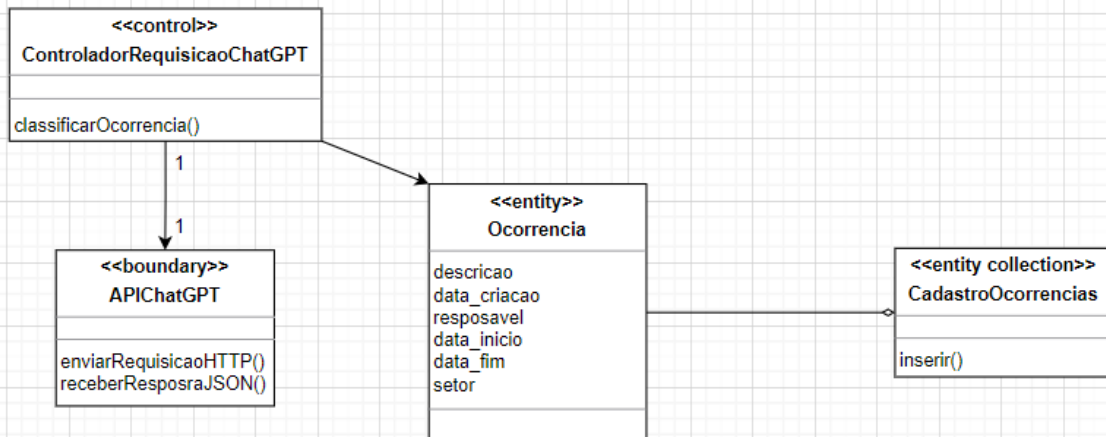 <<control>>
ControladorRequisicaoChatGPT
classificarOcorrencia()
1
1
<<boundary>>
APIChatGPT
enviarRequisicaoHTTP()
receberResposraJSON()
<<entity>>
Ocorrencia
descricao
data_criacao
resposavel
data_inicio
data_fim
setor
<<entity collection>>
CadastroOcorrencias
inserir()